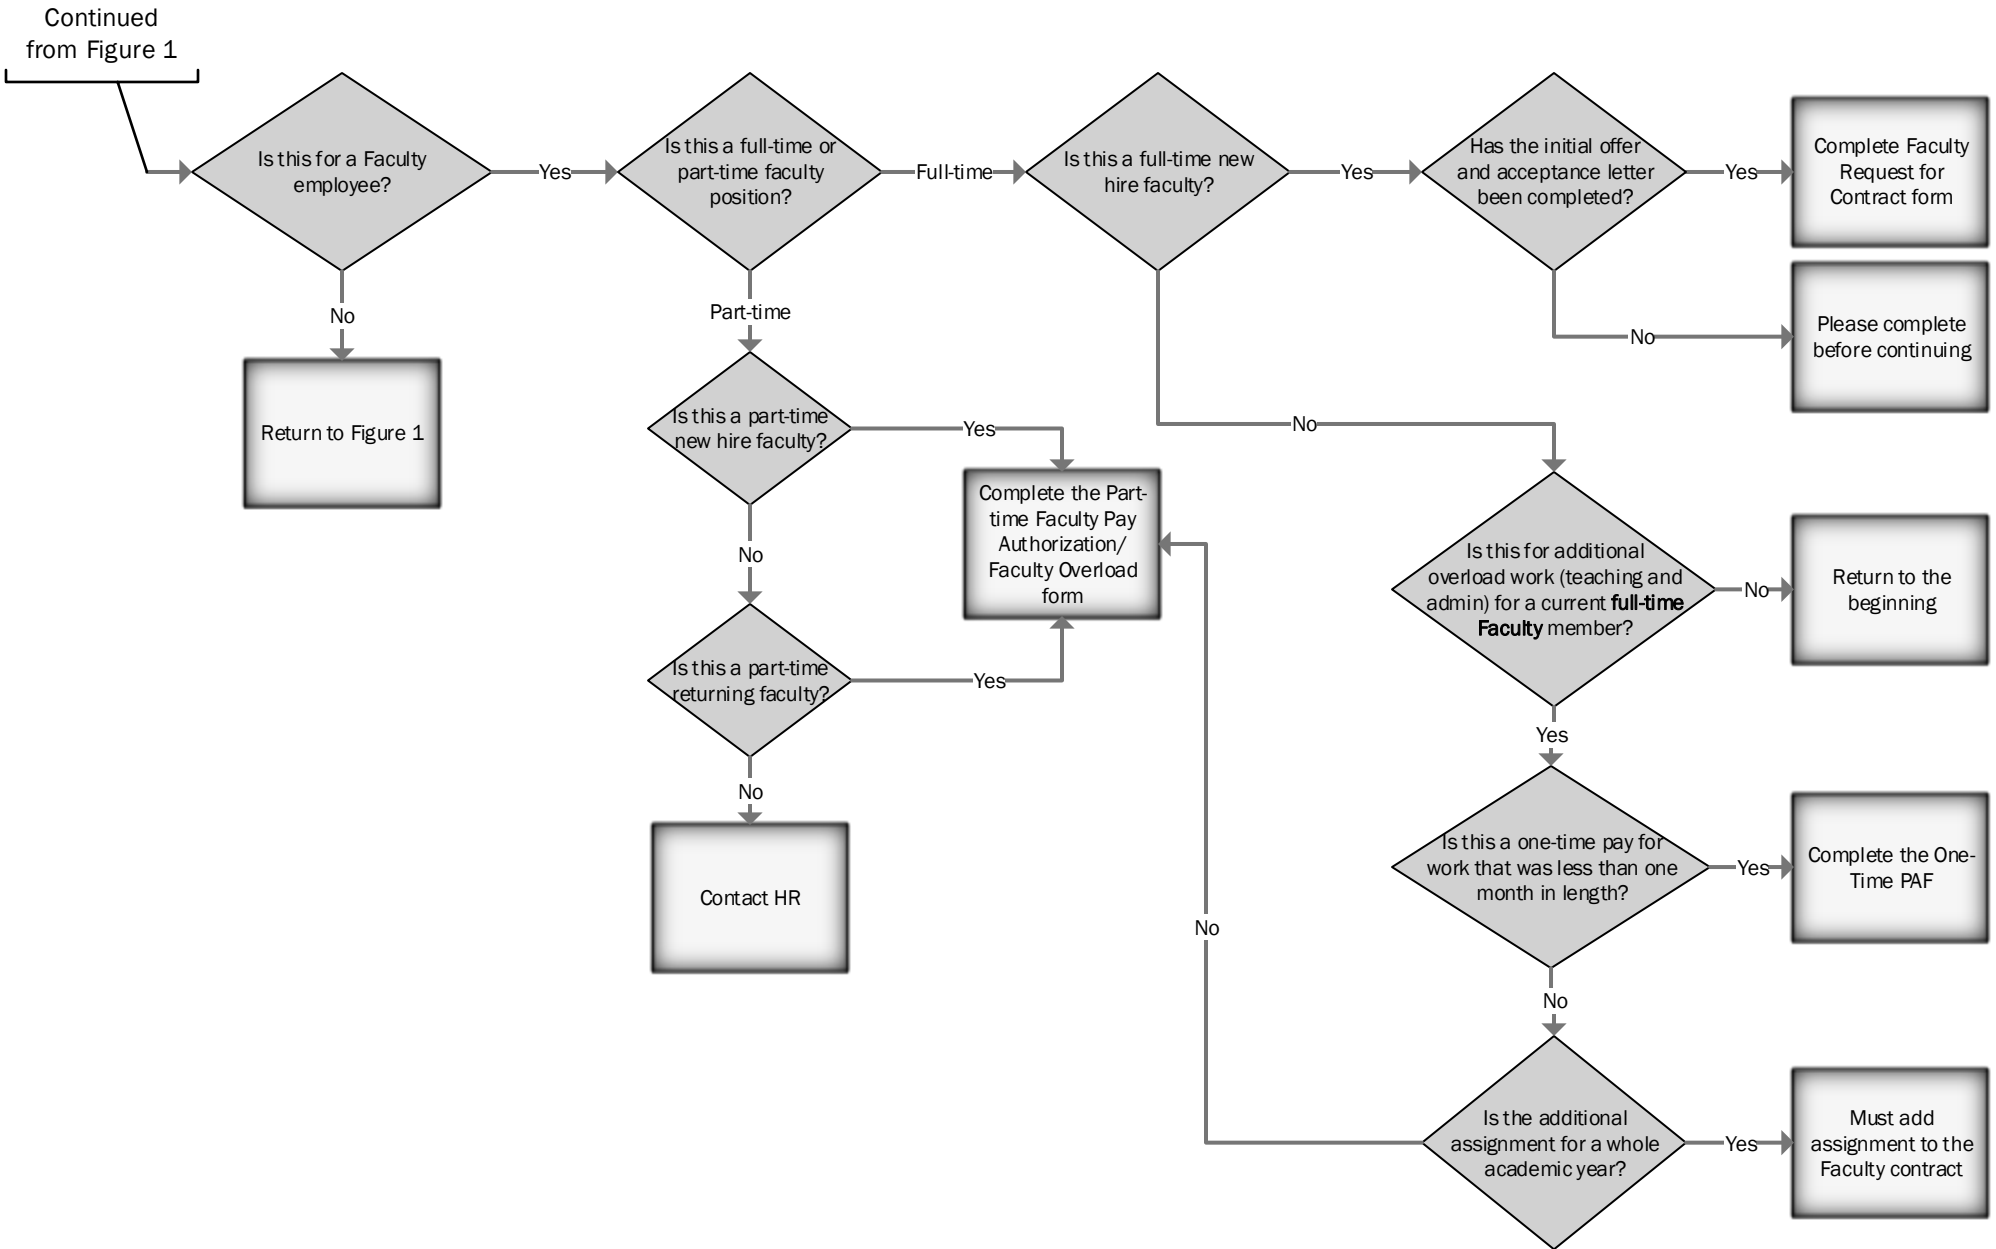 Continued
from Figure 1
Is this for a Faculty
employee?
Yes
Is this a full-time or
part-time faculty
position?
Full-time
Is this a full-time new
hire faculty?
Yes
Has the initial offer
and acceptance letter
been completed?
Yes
Complete Faculty
Request for
Contract form
No
Please complete
before continuing
No
Return to Figure 1
Part-time
Is this a part-time
new hire faculty?
Yes
Complete the Part-
time Faculty Pay
Authorization/
Faculty Overload
form
No
Is this a part-time
returning faculty?
Yes
No
Contact HR
No
Is this for additional
overload work (teaching and
admin) for a current full-time
Faculty member?
No
Return to the
beginning
Yes
Is this a one-time pay for
work that was less than one
month in length?
Yes
Complete the One-
Time PAF
No
Is the additional
assignment for a whole
academic year?
Yes
Must add
assignment to the
Faculty contract
No